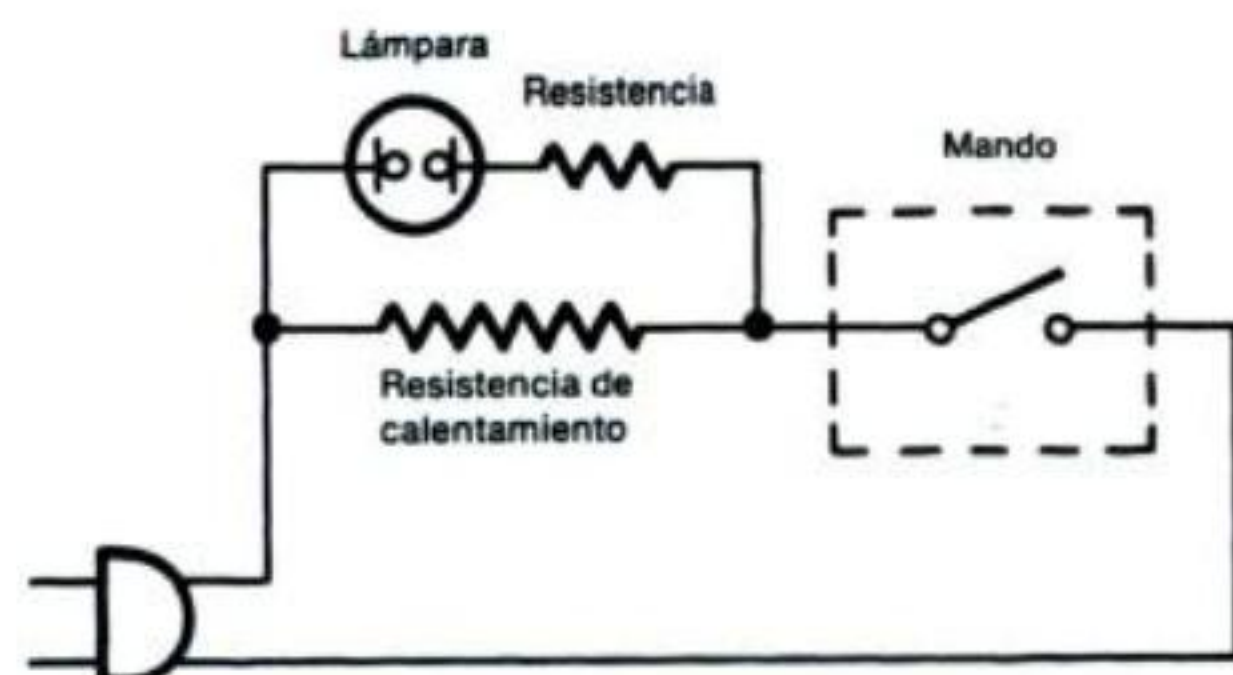 Lámpara
Resistencia
Mando
Resistencia de
calentamiento